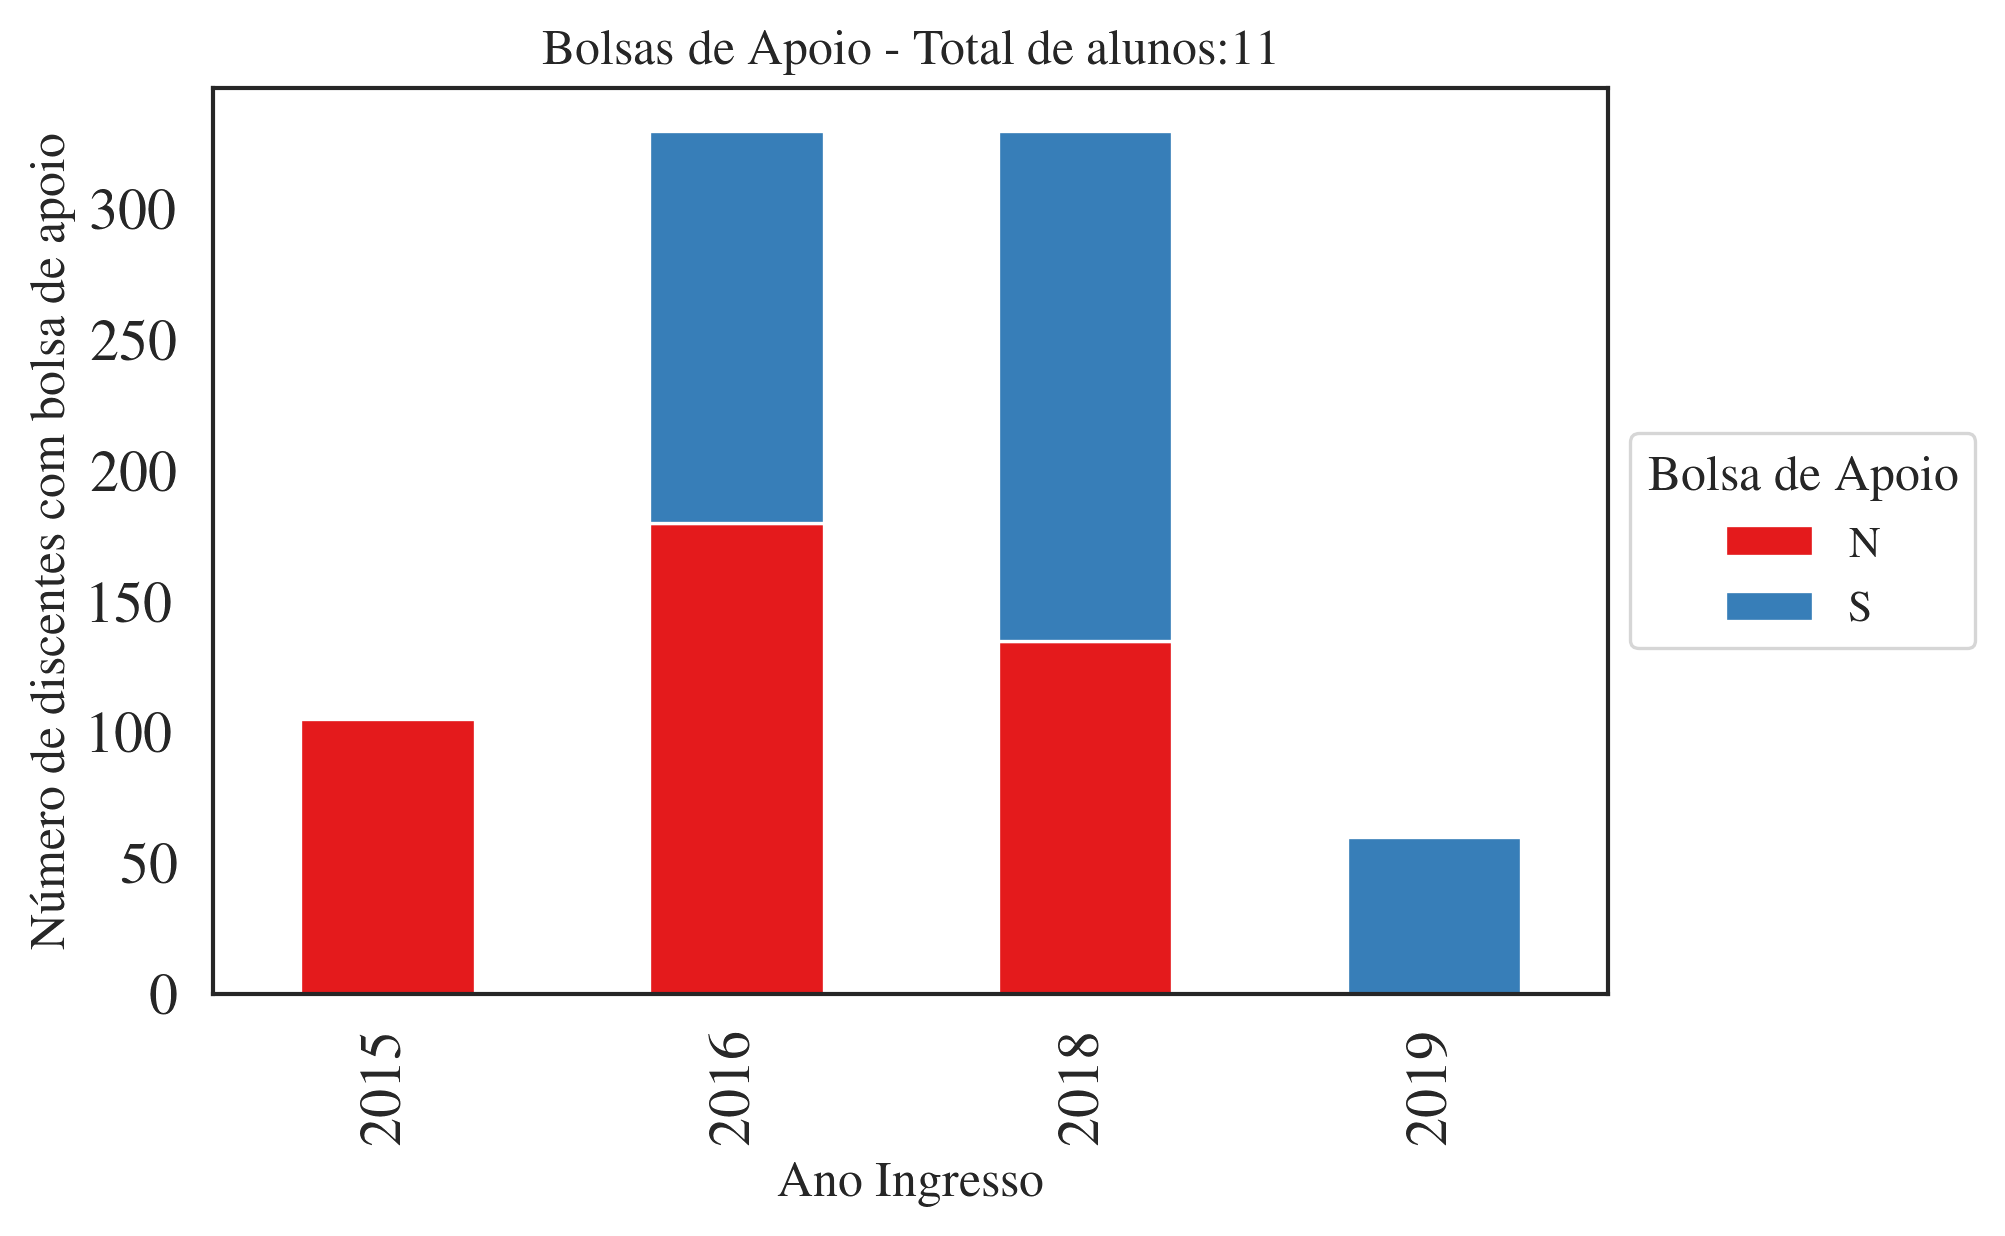 Bolsas de Apoio - Total de alunos:11
Número de discentes com bolsa de apoio
300
250
200
150
100
50
0
2015
2016
2018
2019
Ano Ingresso
Bolsa de Apoio
N
S